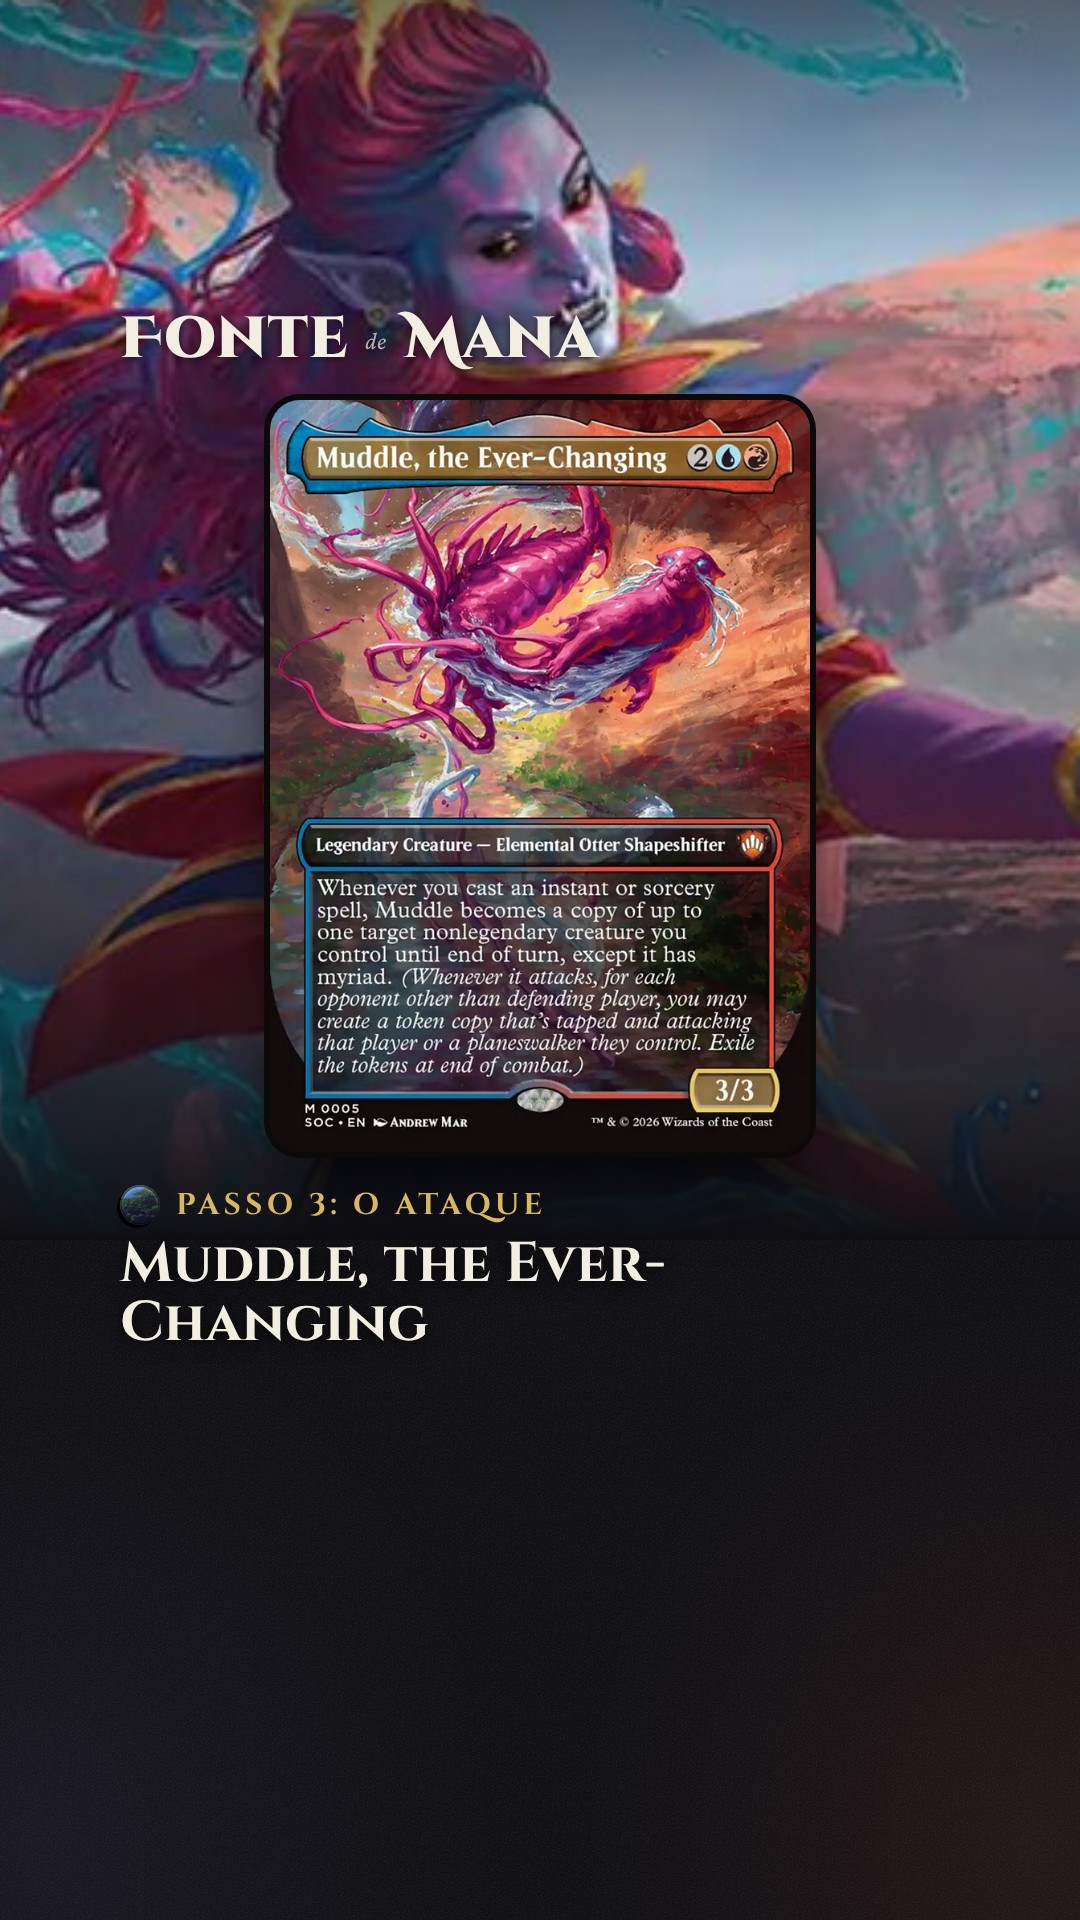 FONTE de MANA
Muddle, the Ever-Changing 2
Legendary Creature — Elemental Otter Shapeshifter
Whenever you cast an instant or sorcery
spell, Muddle becomes a copy of up to
one target nonlegendary creature you
control until end of turn, except it has
myriad. (Whenever it attacks, for each
opponent other than defending player, you may
create a token copy that's tapped and attacking
that player or a planeswalker they control. Exile
the tokens at end of combat.)
3/3
M 0005
SOC • EN ANDREW MAR
™ & © 2026 Wizards of the Coast
PASSO 3: O ATAQUE
MUDDLE, THE EVER-
CHANGING